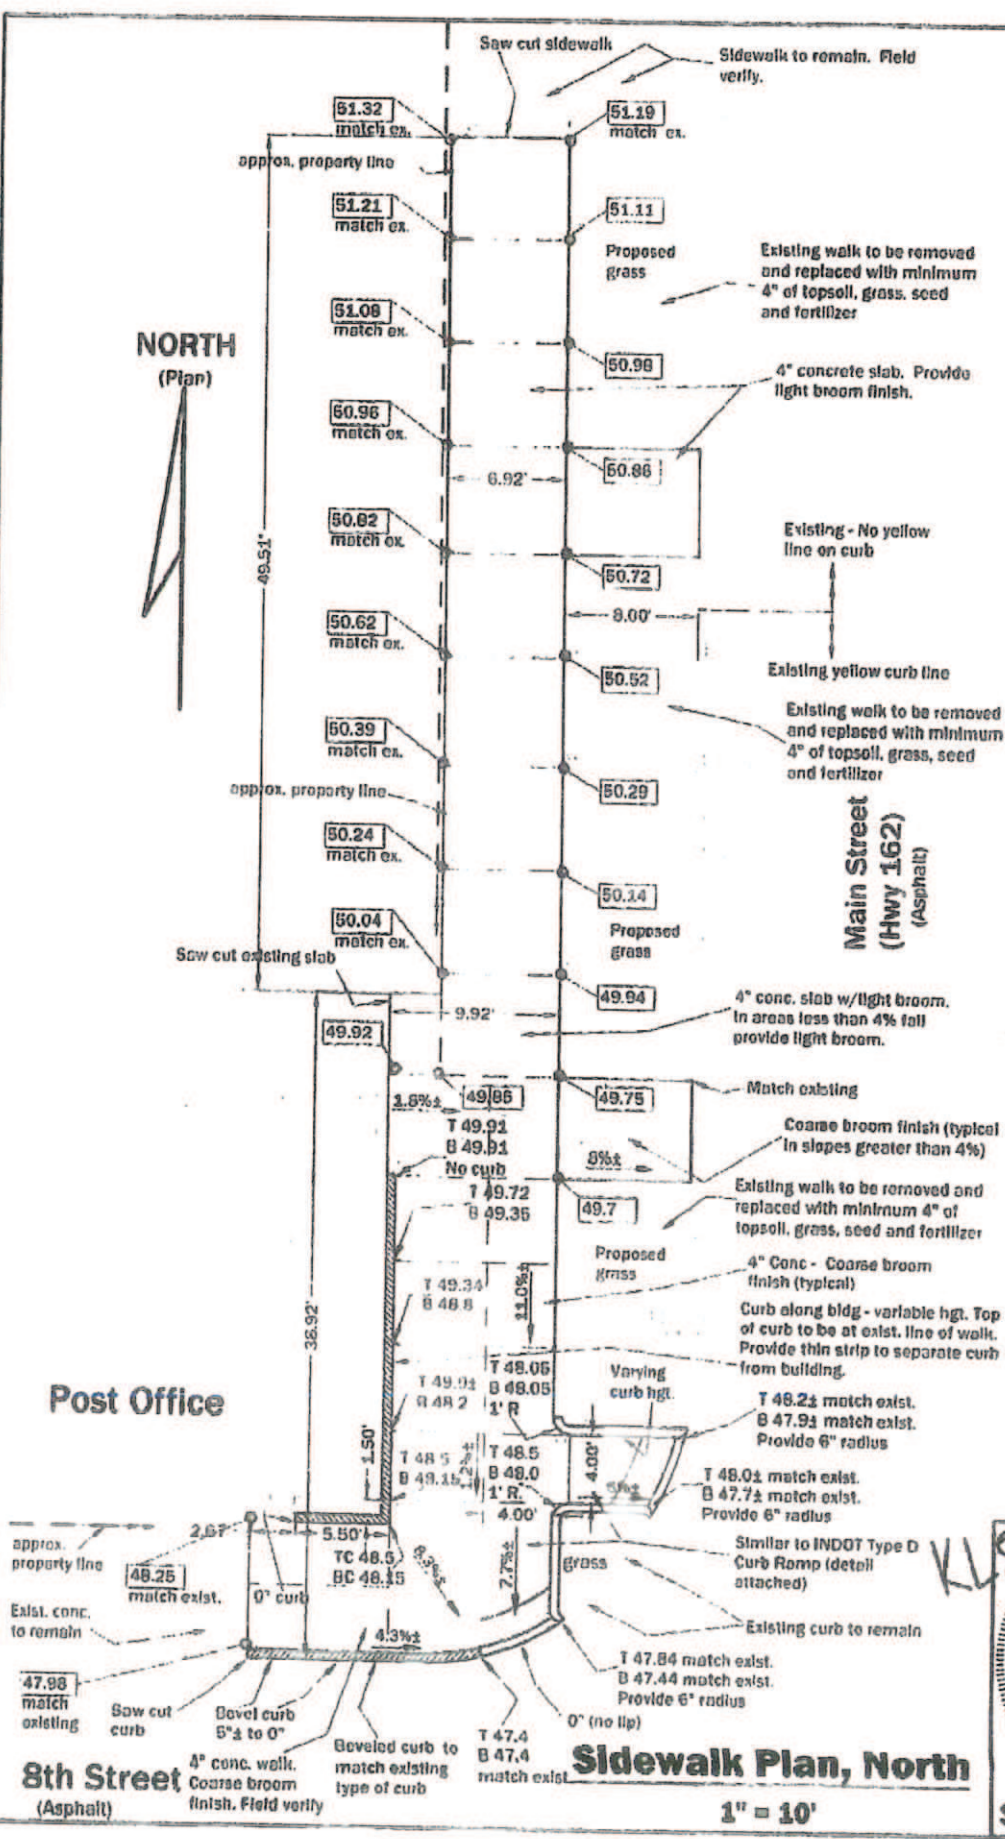 Saw cut sidewalk
Sidewalk to remain. Field
verify.
51.32
match ex.
51.19
match ex.
approx. property line
51.21
match ex.
51.11
Proposed
grass
Existing walk to be removed
and replaced with minimum
4" of topsoil, grass, seed
and fertilizer
NORTH
(Plan)
51.08
match ex.
50.98
4" concrete slab. Provide
light broom finish.
50.96
match ex.
50.86
6.92'
50.82
match ex.
50.72
Existing - No yellow
line on curb
49.51'
8.00'
50.62
match ex.
50.52
Existing yellow curb line
Existing walk to be removed
and replaced with minimum
4" of topsoil, grass, seed
and fertilizer
50.39
match ex.
50.29
approx. property line
Main Street
(Hwy 162)
(Asphalt)
50.24
match ex.
50.14
50.04
match ex.
Proposed
grass
Saw cut existing slab
49.94
9.92'
4" conc. slab w/light broom.
In areas less than 4% fall
provide light broom.
49.92
49.86
49.75
Match existing
1.8%±
T 49.91
B 49.91
No curb
Coarse broom finish (typical
in slopes greater than 4%)
8%±
T 49.72
B 49.35
49.7
Existing walk to be removed and
replaced with minimum 4" of
topsoil, grass, seed and fertilizer
Proposed
grass
4" Conc - Coarse broom
finish (typical)
11.0%±
T 49.34
B 48.8
38.92'
Curb along bldg - variable hgt. Top
of curb to be at exist. line of walk.
Provide thin strip to separate curb
from building.
Post Office
T 48.05
B 48.05
1' R
Varying
curb hgt.
B 48.2
T 48.2± match exist.
B 47.9± match exist.
Provide 6" radius
1.50'
T 48.5
T 48.5
B 48.0
1' R.
4.00'
T 48.0± match exist.
B 47.7± match exist.
Provide 6" radius
4.00'
approx.
property line
2.67
5.50'
TC 48.5
BC 48.15
8.3%±
7.7%±
grass
Similar to INDOT Type D
Curb Ramp (detail
attached)
48.25
match exist.
0" curb
Exist. conc.
to remain
4.3%±
Existing curb to remain
T 47.84 match exist.
B 47.44 match exist.
Provide 6" radius
47.98
match
existing
Saw cut
curb
Bevel curb
5"± to 0"
0" (no lip)
T 47.4
B 47.4
match exist
Beveled curb to
match existing
type of curb
4" conc. walk.
Coarse broom
finish. Field verify
8th Street
(Asphalt)
Sidewalk Plan, North
1" = 10'